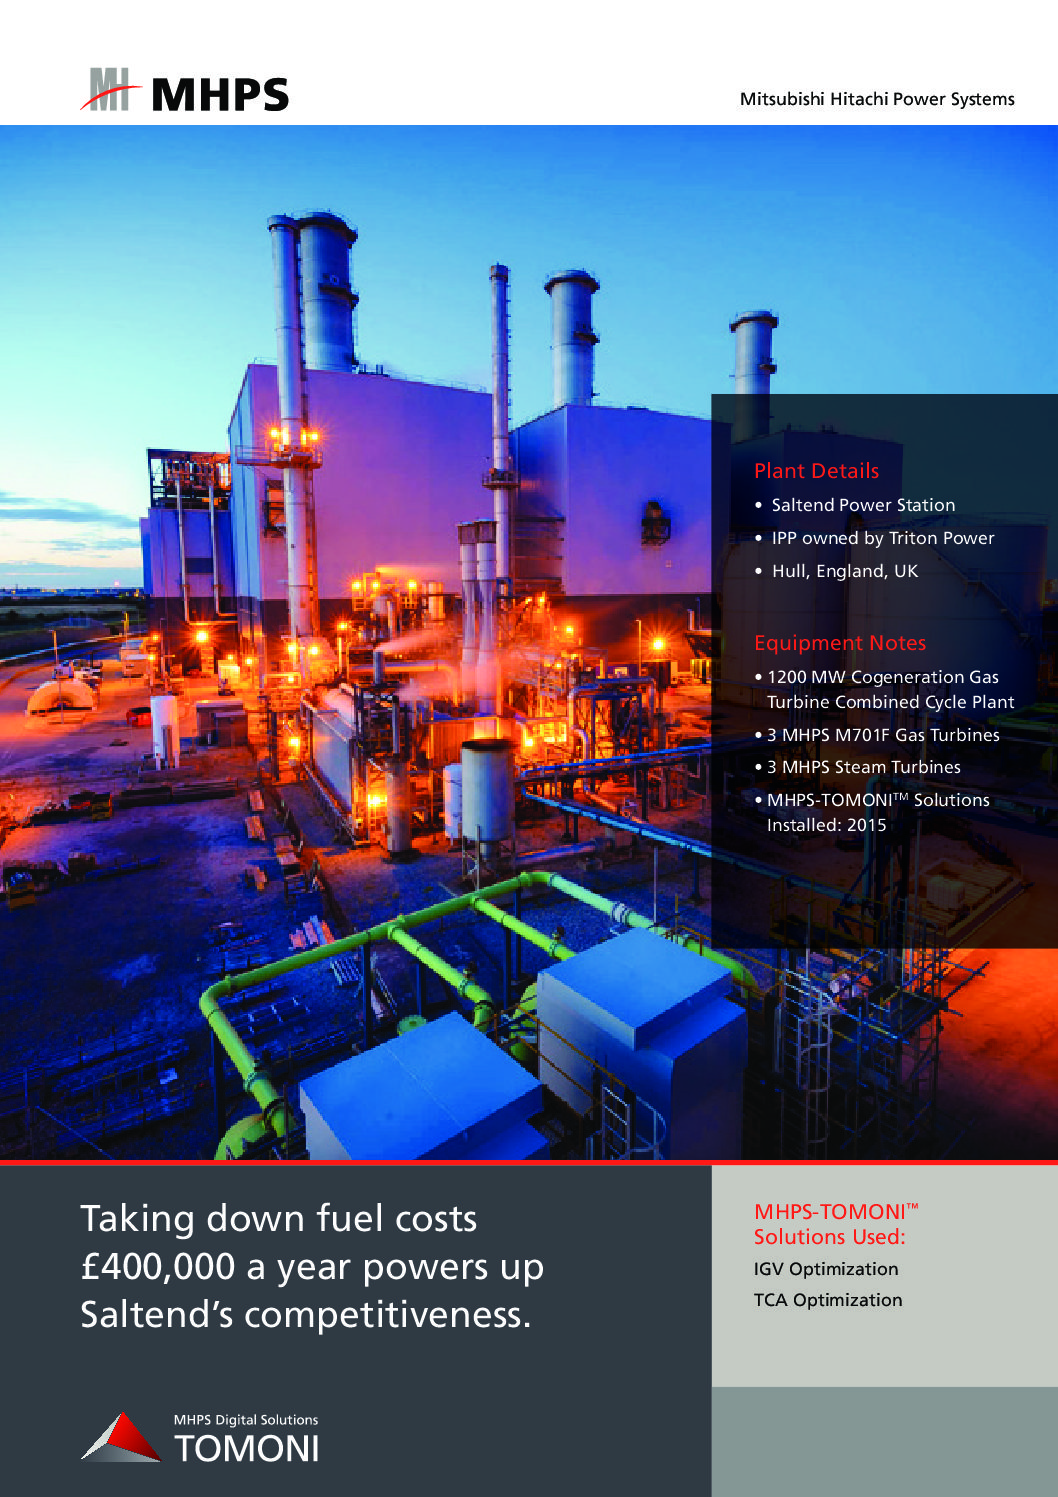 MHPS
Mitsubishi Hitachi Power Systems
Plant Details
• Saltend Power Station
• IPP owned by Triton Power
• Hull, England, UK
Equipment Notes
• 1200 MW Cogeneration Gas
Turbine Combined Cycle Plant
• 3 MHPS M701F Gas Turbines
• 3 MHPS Steam Turbines
• MHPS-TOMONI™ Solutions
Installed: 2015
Taking down fuel costs
£400,000 a year powers up
Saltend’s competitiveness.
MHPS-TOMONI™
Solutions Used:
IGV Optimization
TCA Optimization
MHPS Digital Solutions
TOMONI